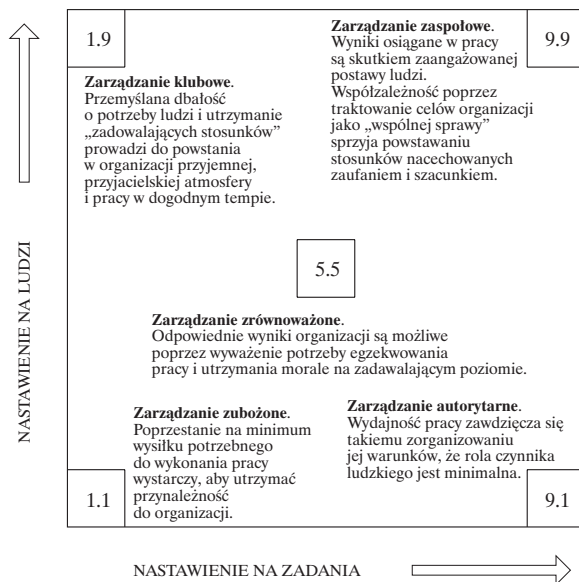 1.9
Zarządzanie klubowe.
Przemyślana dbałość
o potrzeby ludzi i utrzymanie
„zadowalających stosunków”
prowadzi do powstania
w organizacji przyjemnej,
przyjacielskiej atmosfery
i pracy w dogodnym tempie.
Zarządzanie zaspołowe.
Wyniki osiągane w pracy
są skutkiem zaangażowanej
postawy ludzi.
Współzależność poprzez
traktowanie celów organizacji
jako „wspólnej sprawy”
sprzyja powstawaniu
stosunków nacechowanych
zaufaniem i szacunkiem.
9.9
5.5
Zarządzanie zrównoważone.
Odpowiednie wyniki organizacji są możliwe
poprzez wyważenie potrzeby egzekwowania
pracy i utrzymania morale na zadawalającym poziomie.
Zarządzanie zubożone.
Poprzestanie na minimum
wysiłku potrzebnego
do wykonania pracy
wystarczy, aby utrzymać
przynależność
do organizacji.
1.1
Zarządzanie autorytarne.
Wydajność pracy zawdzięcza się
takiemu zorganizowaniu
jej warunków, że rola czynnika
ludzkiego jest minimalna.
9.1
NASTAWIENIE NA LUDZI
NASTAWIENIE NA ZADANIA